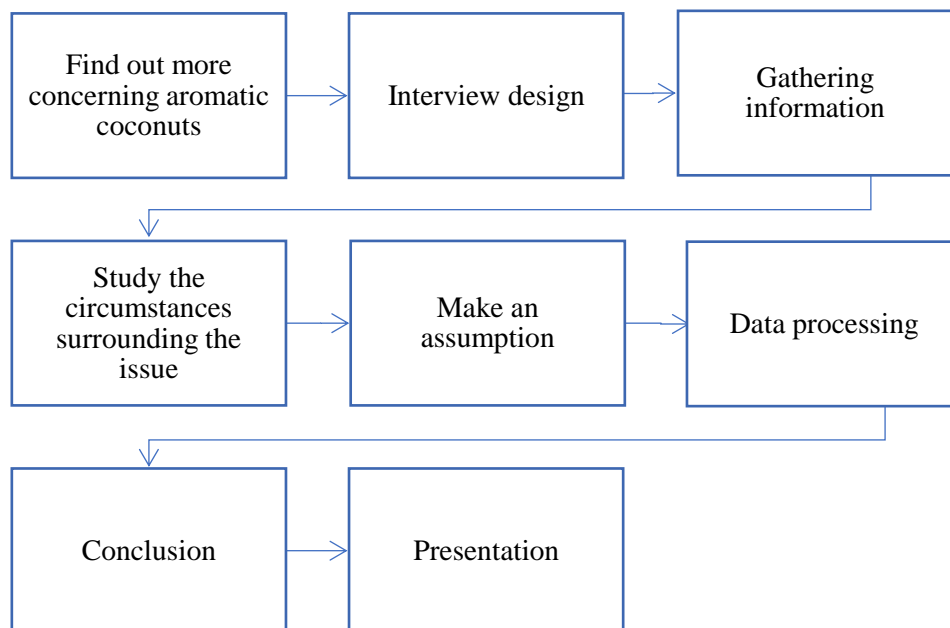 Find out more
concerning aromatic
coconuts
Interview design
Gathering
information
Study the
circumstances
surrounding the
issue
Make an
assumption
Data processing
Conclusion
Presentation